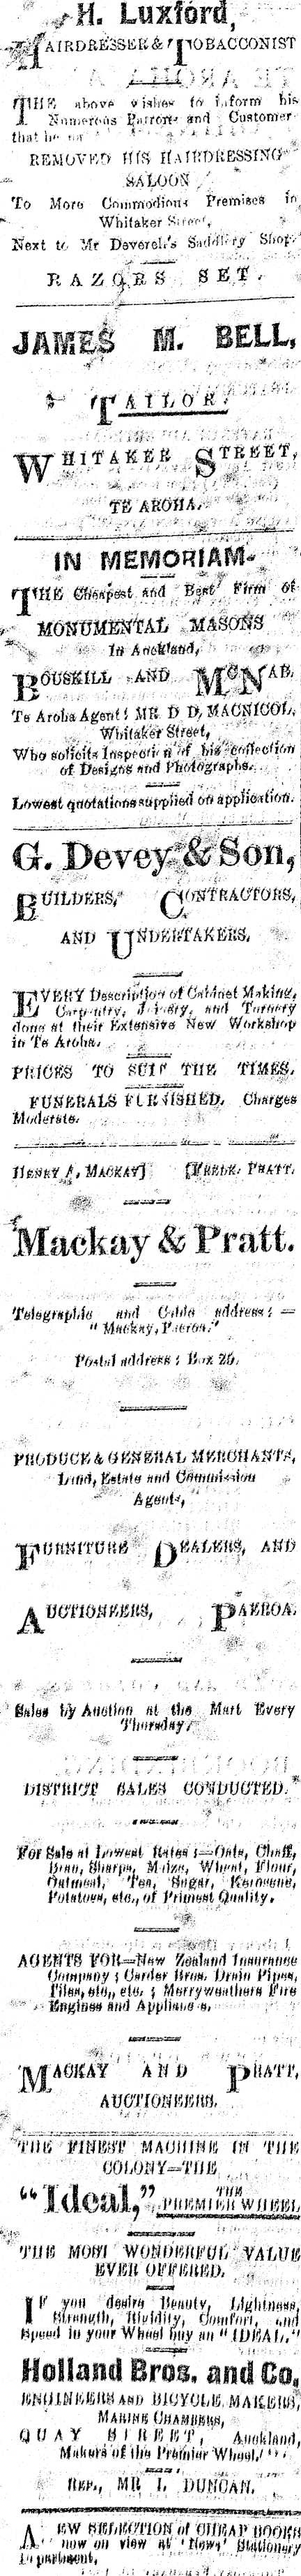 H. Luxford,
HAIRDRESSER & TOBACCONIST
THE above wishes to inform his
Numerous Patrons and Customers
that he
REMOVED HIS HAIRDRESSING
SALOON
To More Commodious Premises in
Whitaker Street,
Next to Mr Deverell's Saddlery Shop.
RAZORS SET.
JAMES M. BELL,
TAILOR,
WHITAKER STREET,
TE AROHA.
IN MEMORIAM.
THE Cheapest and Best Firm of
MONUMENTAL MASONS
In Auckland,
BOUSKILL AND McNAB.
Te Aroha Agent: MR D. D. MACNICOL,
Whitaker Street,
Who solicits Inspection of his collection
of Designs and Photographs.
Lowest quotations supplied on application.
G. Devey & Son,
BUILDERS, CONTRACTORS,
AND UNDERTAKERS,
EVERY Description of Cabinet Making,
Carpentry, Joinery, and Turnery
done at their Extensive New Workshop
in Te Aroha.
PRICES TO SUIT THE TIMES.
FUNERALS FURNISHED. Charges
Moderate.
HENRY A. MACKAY] [FREDK. PRATT.
Mackay & Pratt.
Telegraphic and Cable address: —
"Mackay, Paeroa."
Postal address: Box 25.
PRODUCE & GENERAL MERCHANTS,
Land, Estate and Commission
Agents,
FURNITURE DEALERS, AND
AUCTIONEERS, PAEROA.
Sales by Auction at the Mart Every
Thursday.
DISTRICT SALES CONDUCTED.
For Sale at Lowest Rates:—Oats, Chaff,
Bran, Sharps, Maize, Wheat, Flour,
Oatmeal, Tea, Sugar, Kerosene,
Potatoes, etc., of Primest Quality.
AGENTS FOR—New Zealand Insurance
Company; Carder Bros. Drain Pipes,
Tiles, etc., etc.; Merryweathers Fire
Engines and Appliances.
MACKAY AND PRATT,
AUCTIONEERS.
THE FINEST MACHINE IN THE
COLONY—THE
"Ideal," THE PREMIER WHEEL
THE MOST WONDERFUL VALUE
EVER OFFERED.
IF you desire Beauty, Lightness,
Strength, Rigidity, Comfort, and
Speed in your Wheel buy an "IDEAL."
Holland Bros. and Co,
ENGINEERS AND BICYCLE MAKERS,
MARINE CHAMBERS,
QUAY STREET, Auckland,
Makers of the Premier Wheel.
REP., MR I. DUNCAN.
A NEW SELECTION of CHEAP BOOKS
now on view at 'News' Stationery
Department.